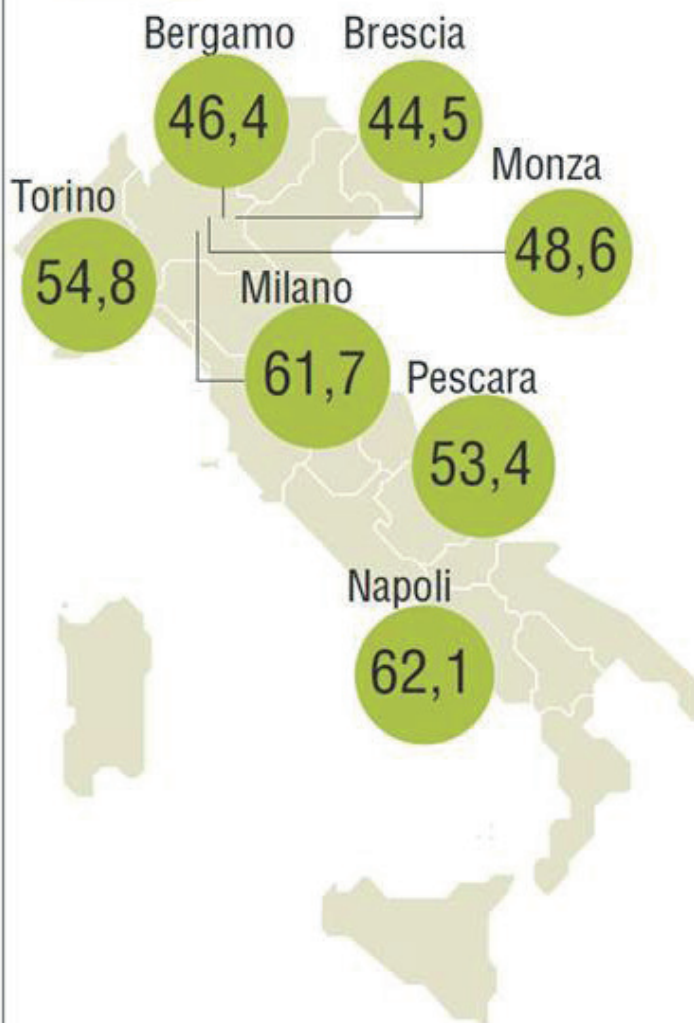 Bergamo
46,4
Brescia
44,5
Monza
48,6
Torino
54,8
Milano
61,7
Pescara
53,4
Napoli
62,1